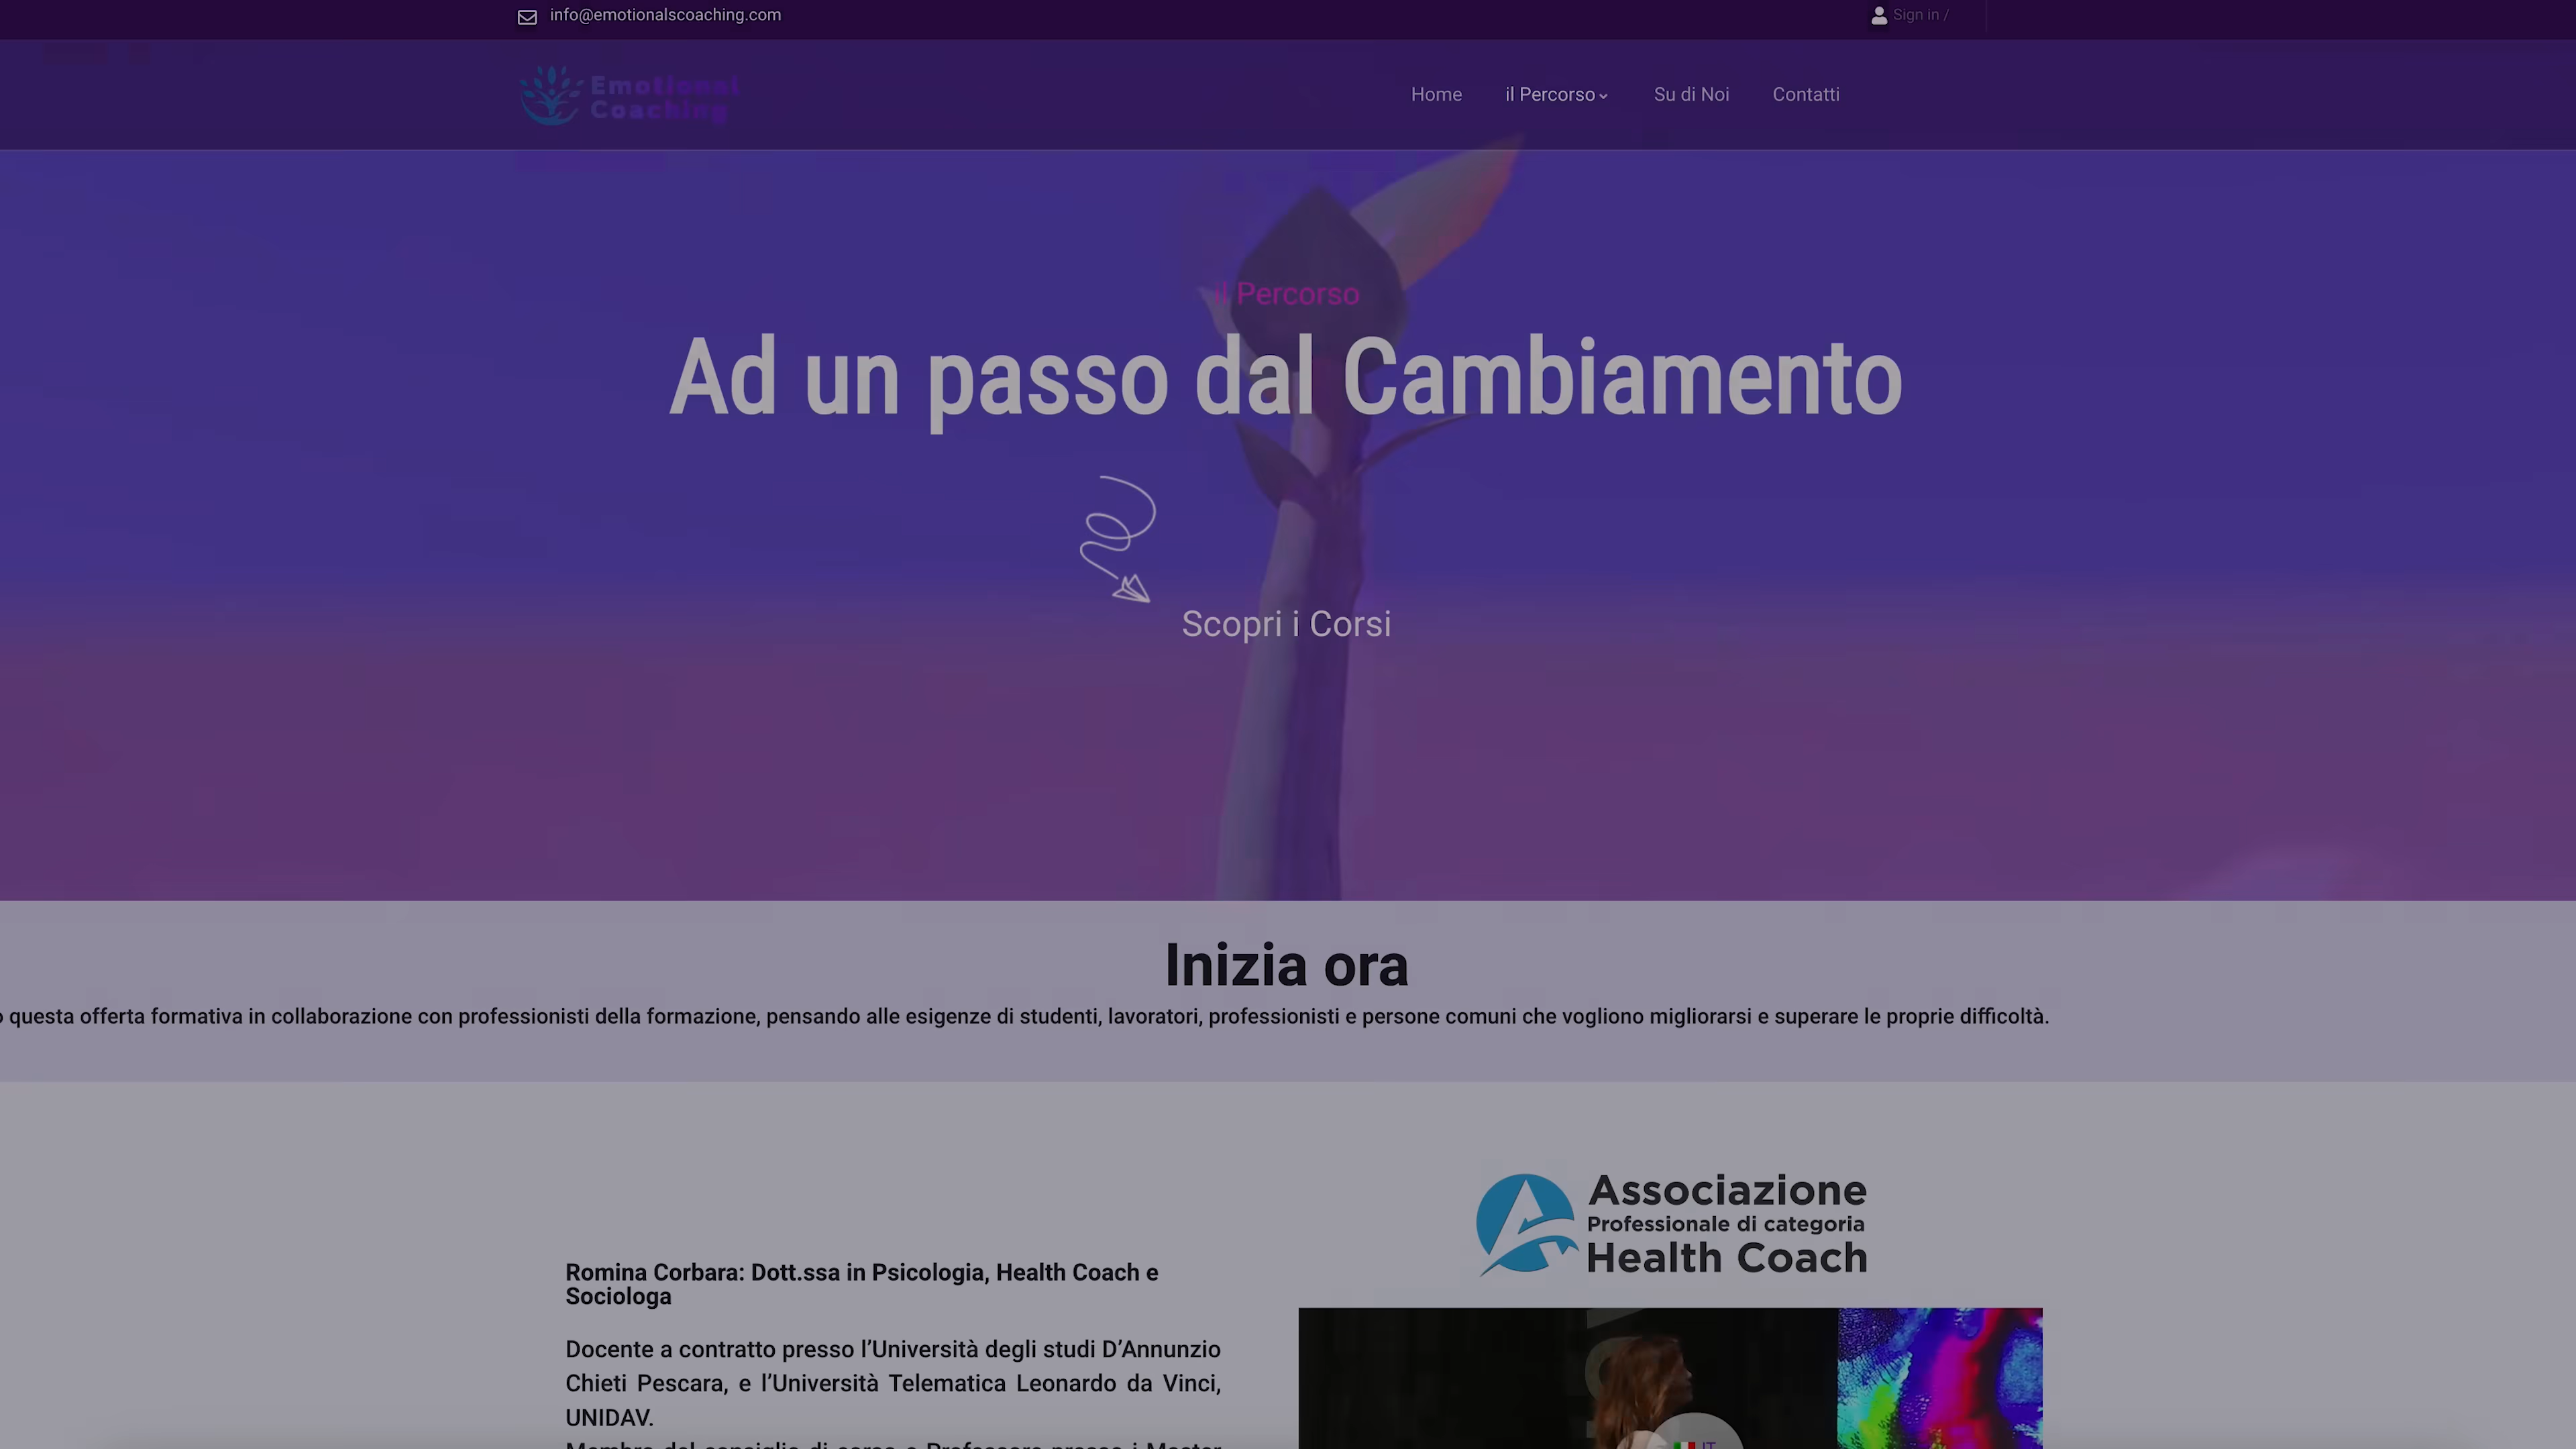 info@emotionalscoaching.com
Sign in /
Emotional
Coaching
Home
il Percorso
Su di Noi
Contatti
il Percorso
Ad un passo dal Cambiamento
Scopri i Corsi
Inizia ora
questa offerta formativa in collaborazione con professionisti della formazione, pensando alle esigenze di studenti, lavoratori, professionisti e persone comuni che vogliono migliorarsi e superare le proprie difficoltà.
Associazione
Professionale di categoria
Health Coach
Romina Corbara: Dott.ssa in Psicologia, Health Coach e
Sociologa
Docente a contratto presso l’Università degli studi D’Annunzio
Chieti Pescara, e l’Università Telematica Leonardo da Vinci,
UNIDAV.